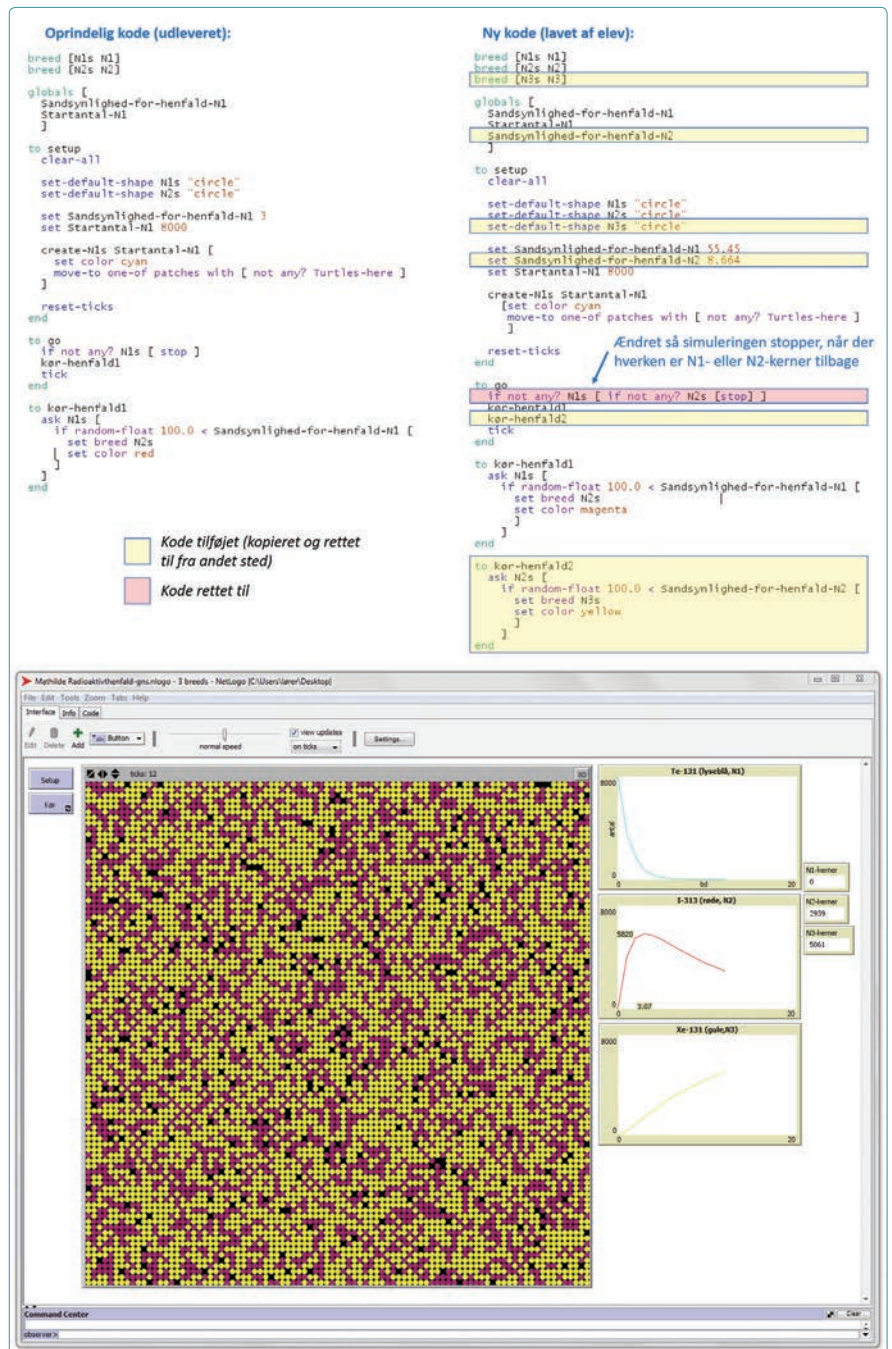 Oprindelig kode (udleveret):
breed [N1s N1]
breed [N2s N2]
globals [
Sandsynlighed-for-henfald-N1
Startantal-N1
]
to setup
clear-all
set-default-shape N1s "circle"
set-default-shape N2s "circle"
set Sandsynlighed-for-henfald-N1 3
set Startantal-N1 8000
create-N1s Startantal-N1 [
set color cyan
move-to one-of patches with [ not any? Turtles-here ]
]
reset-ticks
end
to go
if not any? N1s [ stop ]
kør-henfald1
tick
end
to kør-henfald1
ask N1s [
if random-float 100.0 < Sandsynlighed-for-henfald-N1 [
set breed N2s
set color red
]
]
end
Kode tilføjet (kopieret og rettet
til fra andet sted)
Kode rettet til
Ny kode (lavet af elev):
breed [N1s N1]
breed [N2s N2]
breed [N3s N3]
globals [
Sandsynlighed-for-henfald-N1
Startantal-N1
Sandsynlighed-for-henfald-N2
]
to setup
clear-all
set-default-shape N1s "circle"
set-default-shape N2s "circle"
set-default-shape N3s "circle"
set Sandsynlighed-for-henfald-N1 55.45
set Sandsynlighed-for-henfald-N2 8.664
set Startantal-N1 8000
create-N1s Startantal-N1
[set color cyan
move-to one-of patches with [ not any? Turtles-here ]
]
reset-ticks
end
Ændret så simuleringen stopper, når der
hverken er N1- eller N2-kerner tilbage
to go
if not any? N1s [ if not any? N2s [stop] ]
kør-henfald1
kør-henfald2
tick
end
to kør-henfald1
ask N1s [
if random-float 100.0 < Sandsynlighed-for-henfald-N1 [
set breed N2s
set color magenta
]
]
end
to kør-henfald2
ask N2s [
if random-float 100.0 < Sandsynlighed-for-henfald-N2 [
set breed N3s
set color yellow
]
]
end
Mathilde Radioaktivthenfald-gns.nlogo - 3 breeds - NetLogo {C:\Users\lærer\Desktop}
File Edit Tools Zoom Tabs Help
Interface Info Code
Edit Delete Add Button normal speed view updates on ticks Settings...
Setup
Kør
ticks: 12
3D
Te-131 (lyseblå, N1)
8000
antal
0
0 bd 20
N1-kerner
0
I-313 (røde, N2)
8000
5820
3.07
0
0 20
N2-kerner
2939
N3-kerner
5061
Xe-131 (gule,N3)
8000
0
0 20
Command Center
Clear
observer>